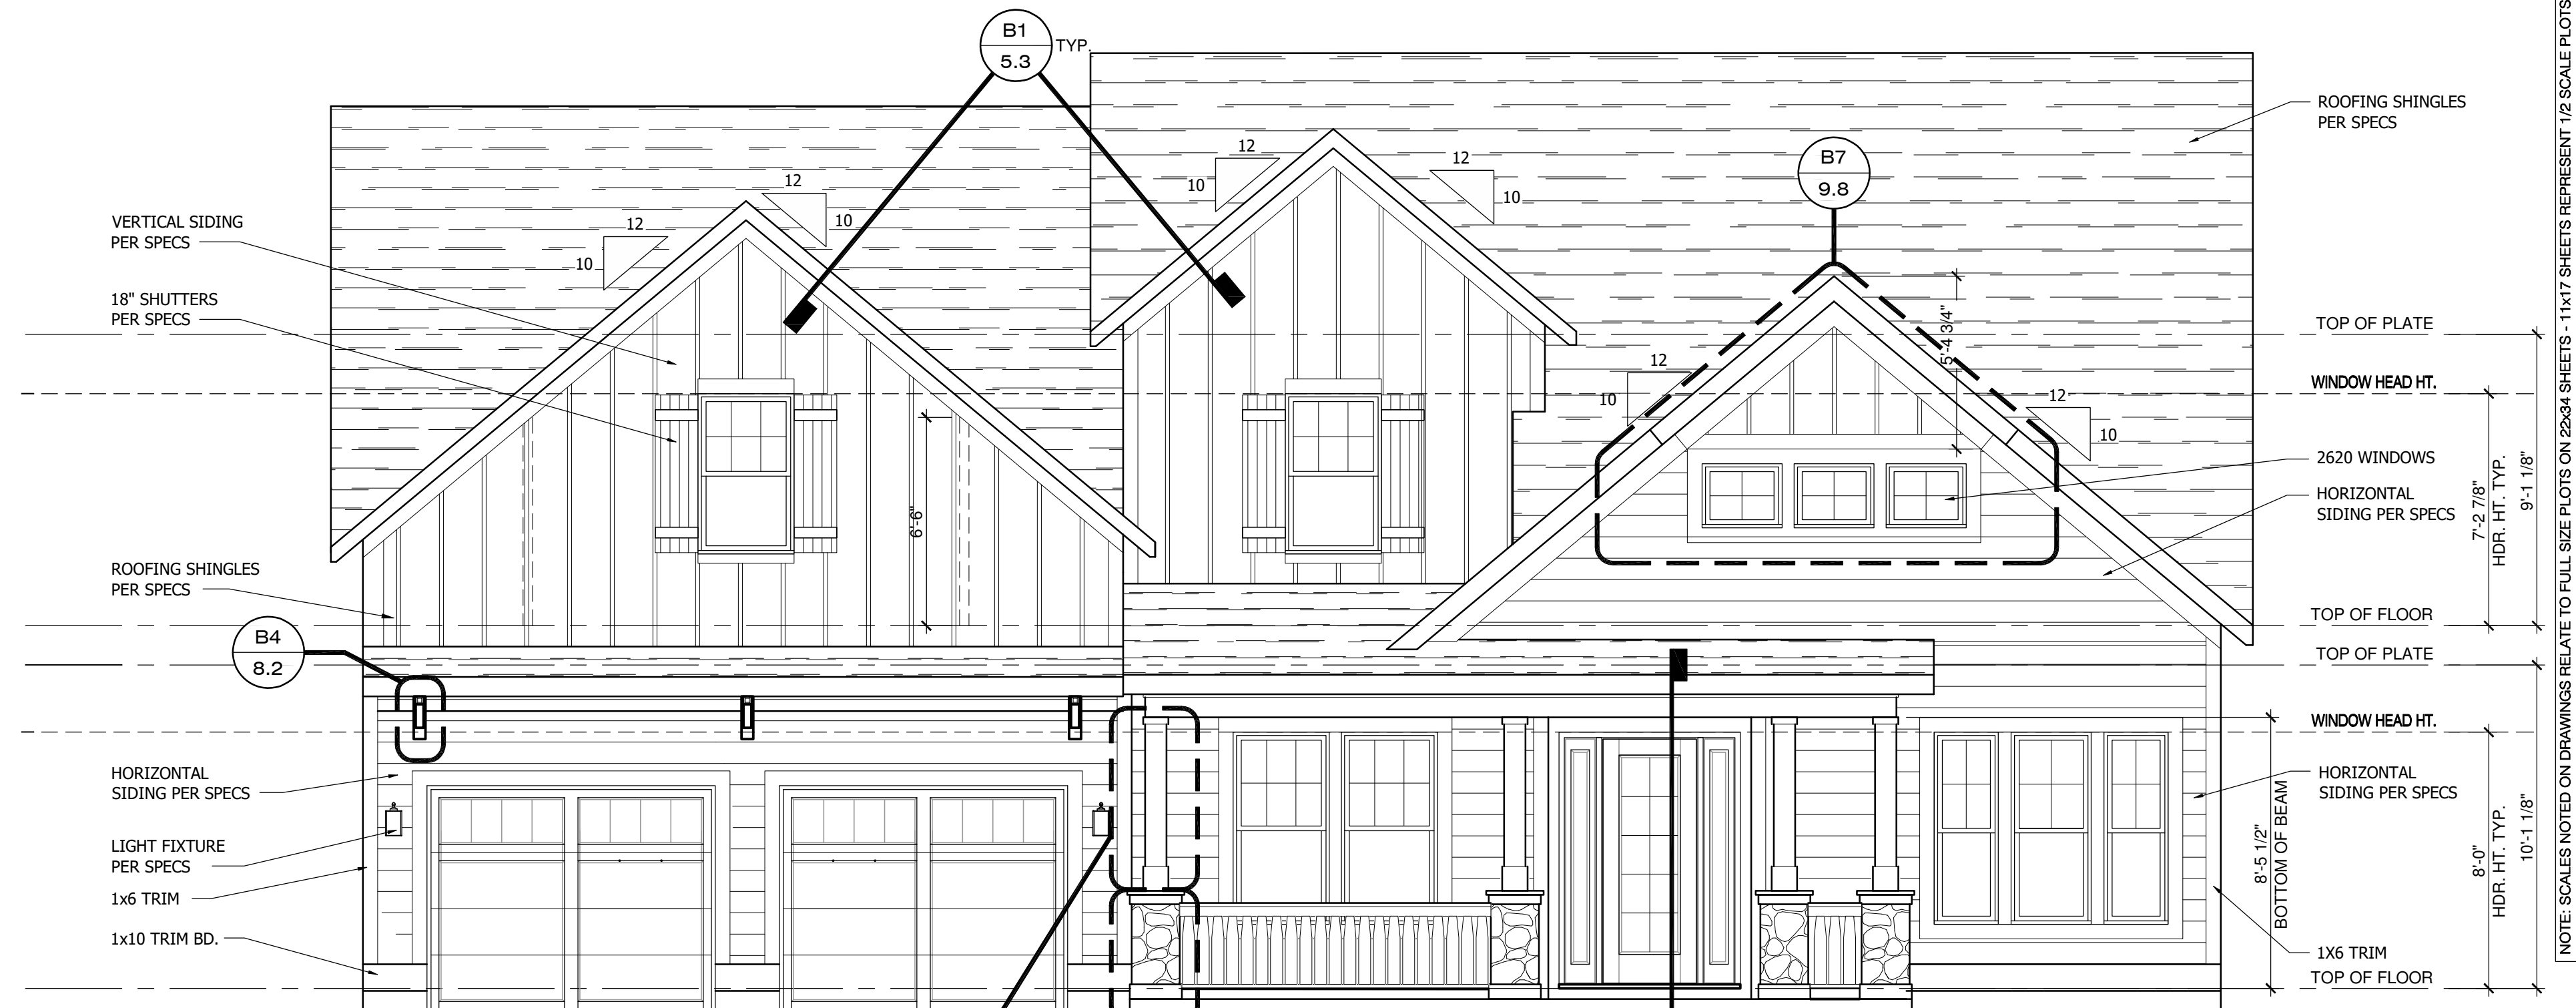 B1
5.3
TYP.
ROOFING SHINGLES
PER SPECS
12
10
12
10
12
10
12
10
B7
9.8
VERTICAL SIDING
PER SPECS
18" SHUTTERS
PER SPECS
TOP OF PLATE
5'-4 3/4"
12
10
12
10
WINDOW HEAD HT.
2620 WINDOWS
HORIZONTAL
SIDING PER SPECS
7'-2 7/8"
HDR. HT. TYP.
9'-1 1/8"
6'-6"
ROOFING SHINGLES
PER SPECS
TOP OF FLOOR
B4
8.2
TOP OF PLATE
WINDOW HEAD HT.
HORIZONTAL
SIDING PER SPECS
HORIZONTAL
SIDING PER SPECS
LIGHT FIXTURE
PER SPECS
1x6 TRIM
1x10 TRIM BD.
8'-5 1/2"
BOTTOM OF BEAM
8'-0"
HDR. HT. TYP.
10'-1 1/8"
1X6 TRIM
TOP OF FLOOR
NOTE: SCALES NOTED ON DRAWINGS RELATE TO FULL SIZE PLOTS ON 22x34 SHEETS - 11x17 SHEETS REPRESENT 1/2 SCALE PLOTS